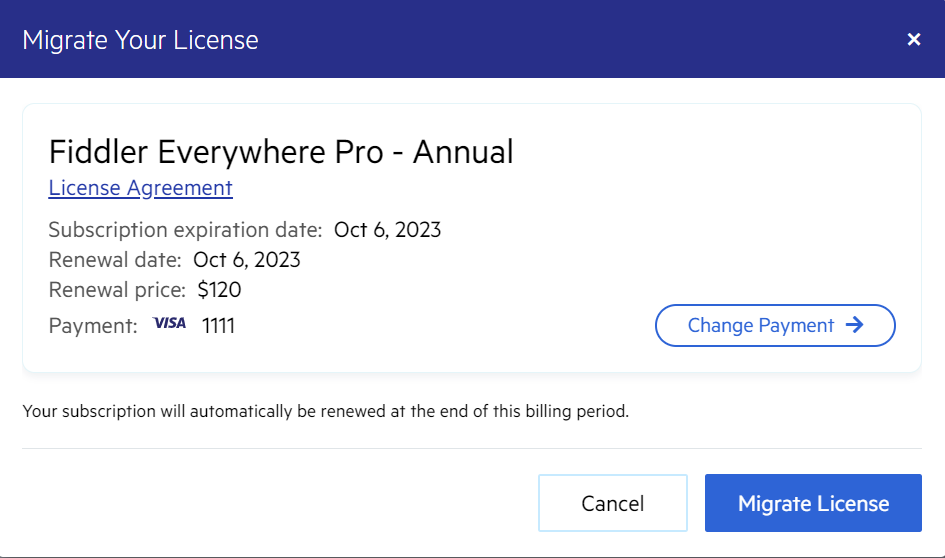 Migrate Your License
Fiddler Everywhere Pro - Annual
License Agreement
Subscription expiration date: Oct 6, 2023
Renewal date: Oct 6, 2023
Renewal price: $120
Payment: VISA 1111
Change Payment →
Your subscription will automatically be renewed at the end of this billing period.
Cancel
Migrate License